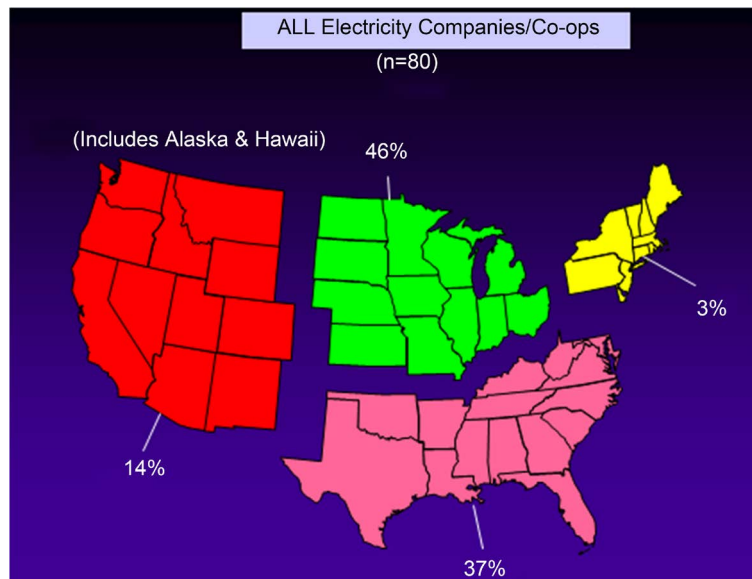 ALL Electricity Companies/Co-ops
(n=80)
(Includes Alaska & Hawaii)
46%
3%
14%
37%